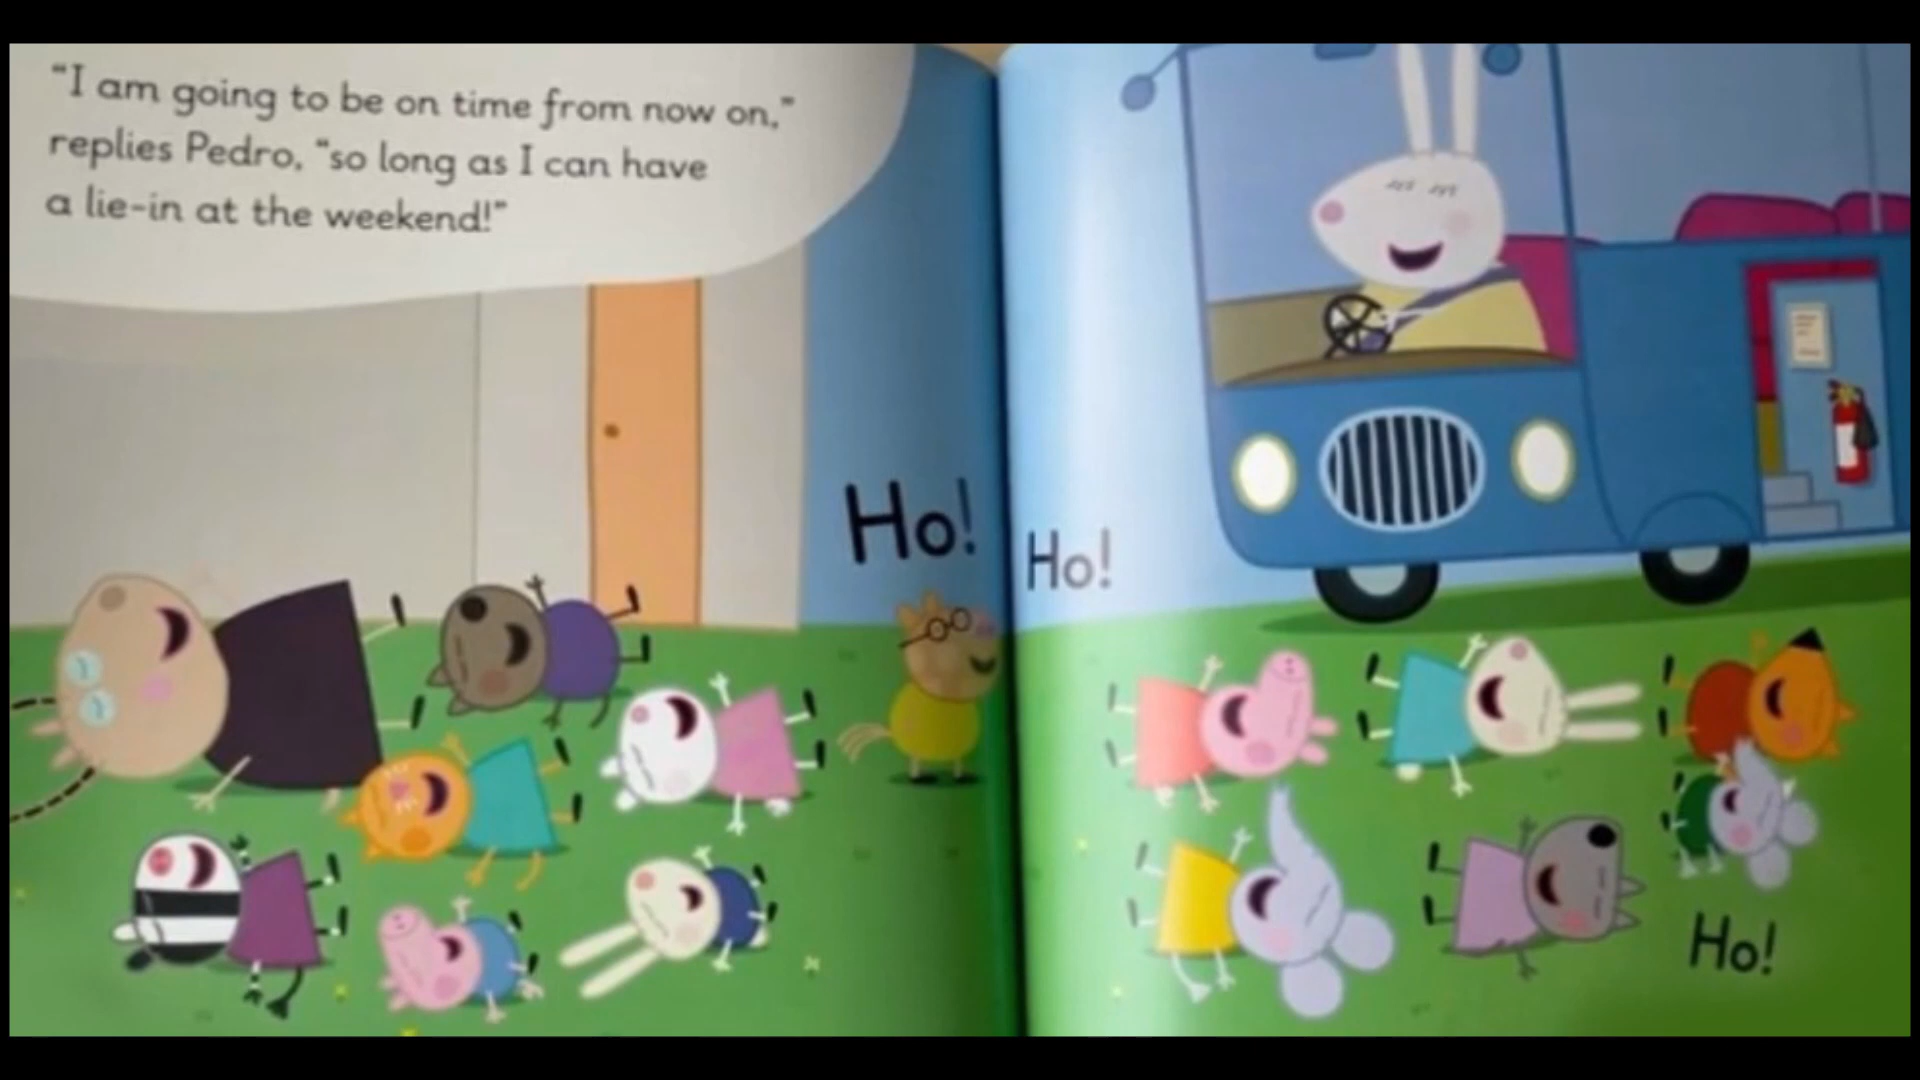 “I am going to be on time from now on,”
replies Pedro, “so long as I can have
a lie-in at the weekend!”
Ho!
Ho!
Ho!